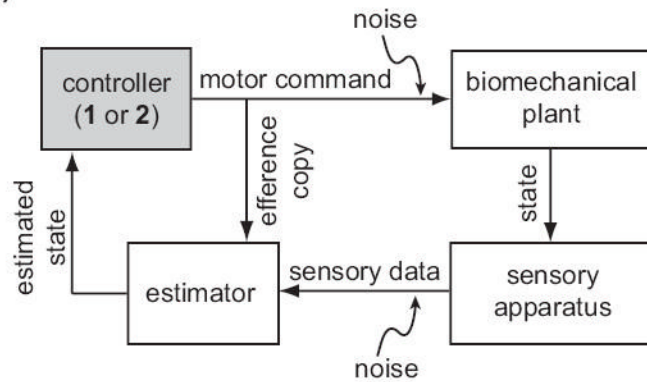 noise
controller
(1 or 2)
motor command
biomechanical
plant
efference
copy
state
estimated
state
estimator
sensory data
sensory
apparatus
noise